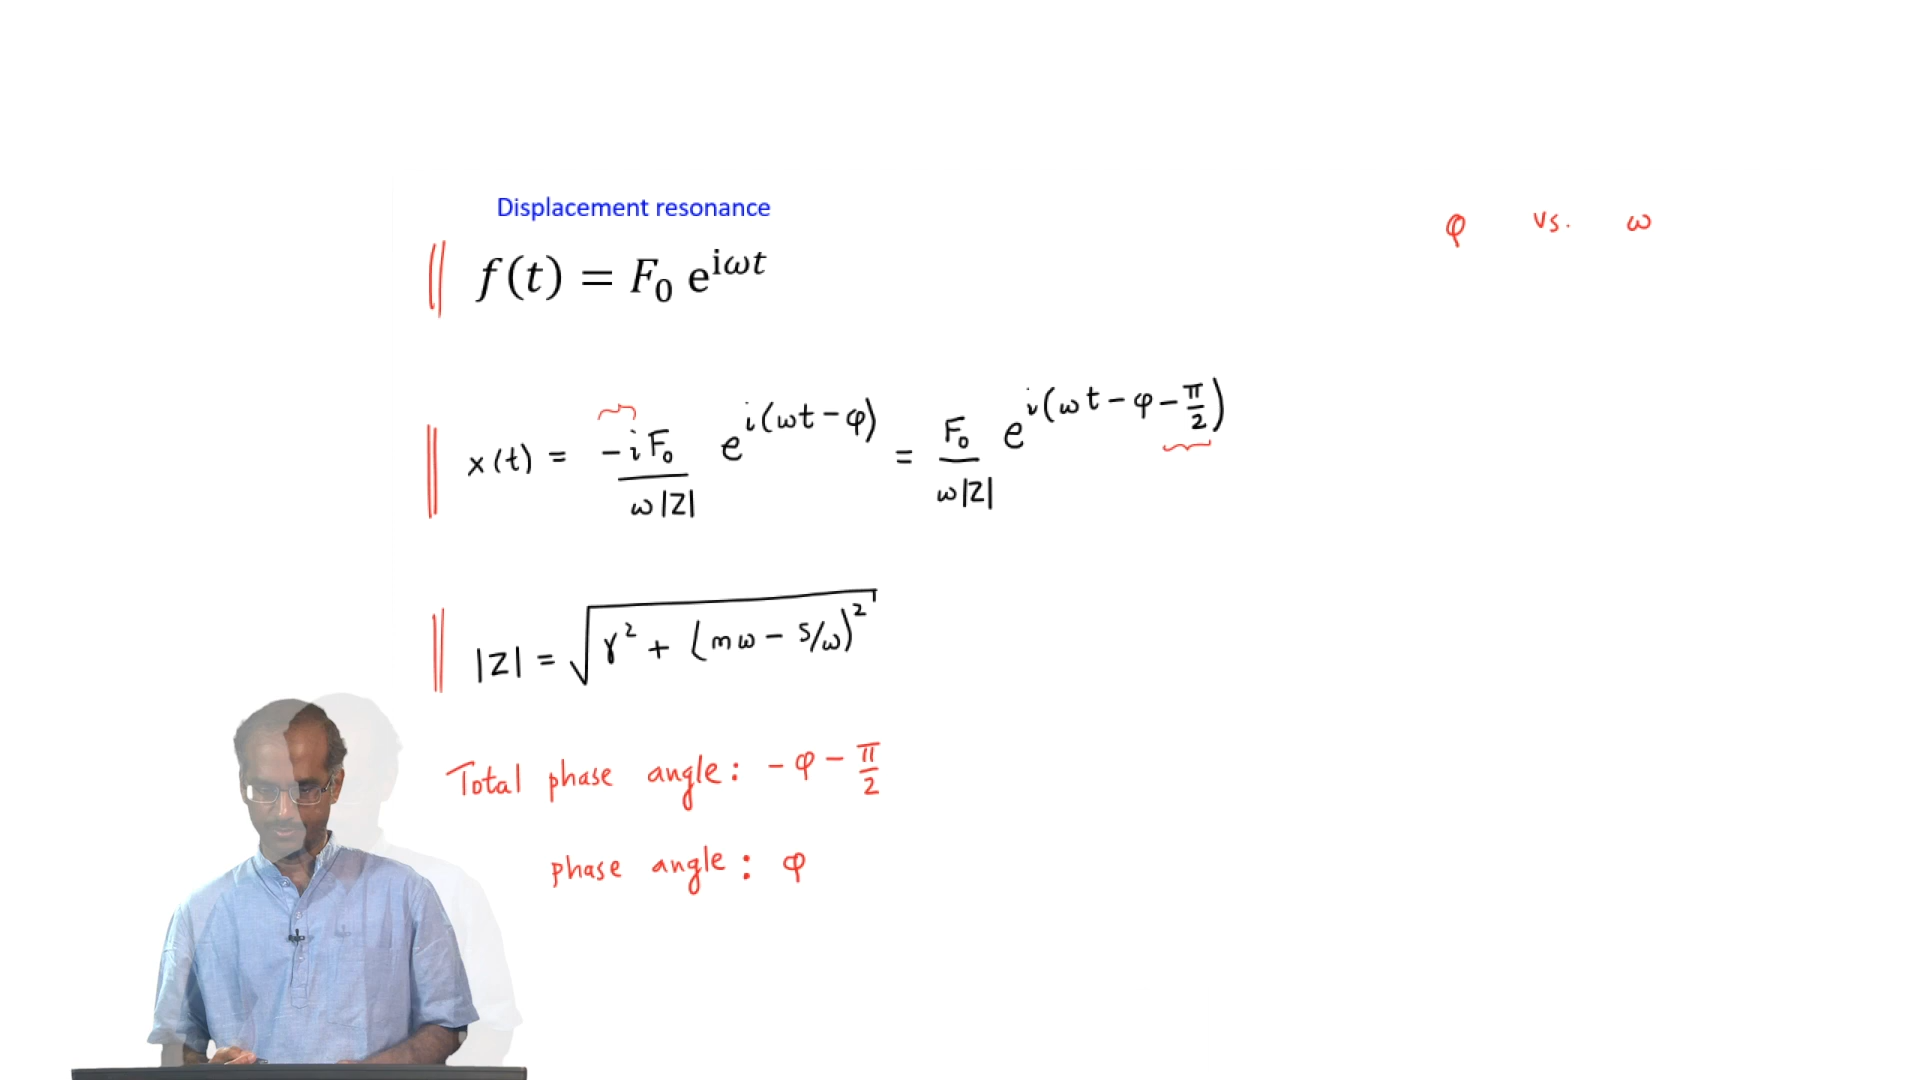 Displacement resonance
φ vs. ω
f(t) = F₀ e^{iωt}
x(t) = -iF₀ / ω|Z| e^{i(ωt-φ)} = F₀ / ω|Z| e^{i(ωt-φ-π/2)}
|Z| = √(r² + (mω - s/ω)²)
Total phase angle: -φ - π/2
phase angle: φ